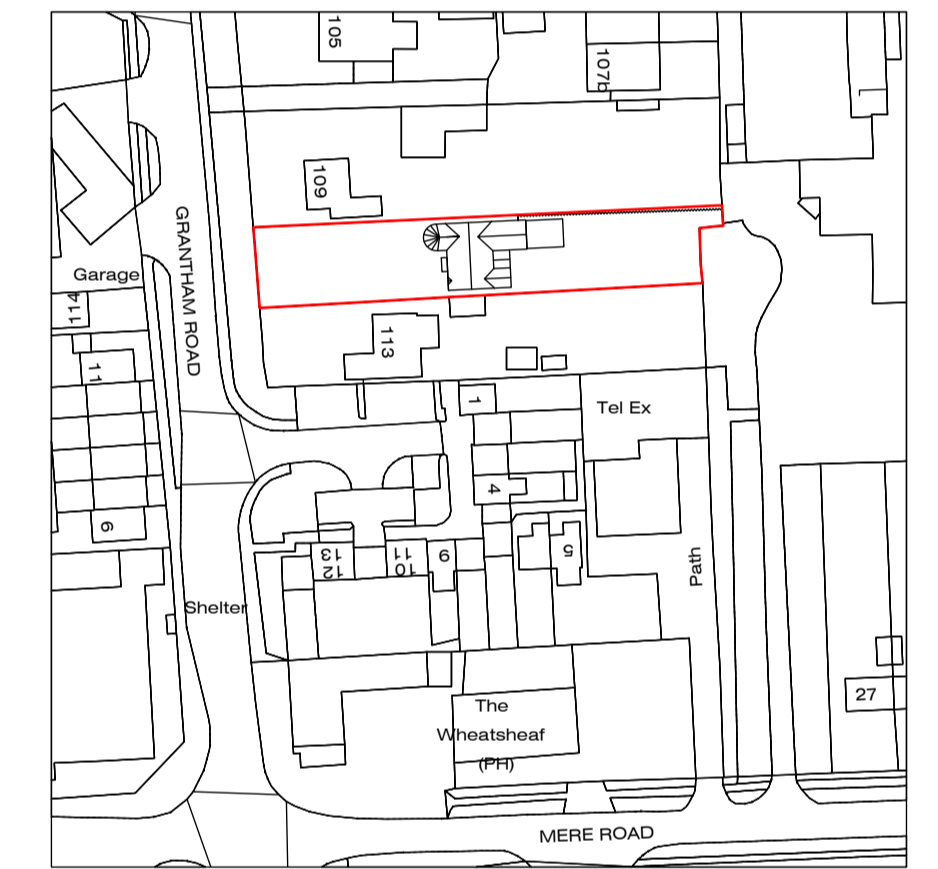 105
107b
109
GRANTHAM ROAD
Garage
114
113
11
1
Tel Ex
4
6
13
12
11
10
9
5
Path
Shelter
27
The
Wheatsheaf
(PH)
MERE ROAD